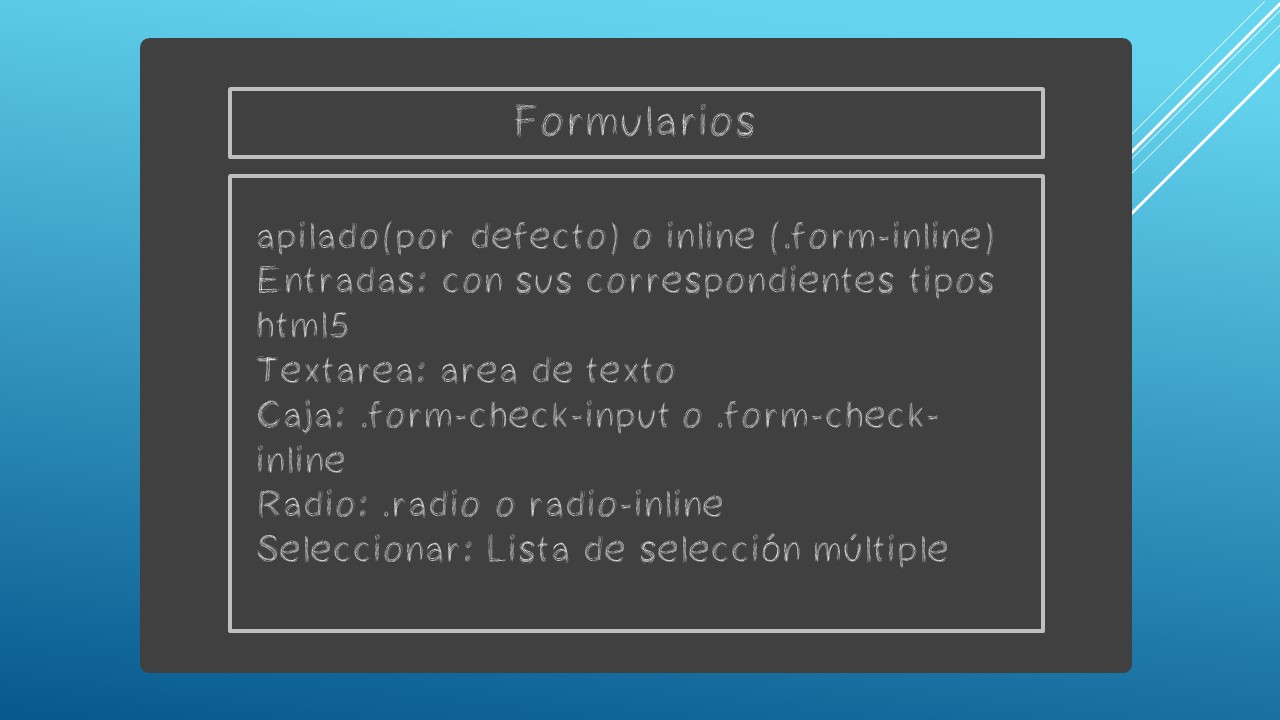 Formularios
apilado(por defecto) o inline (.form-inline)
Entradas: con sus correspondientes tipos
html5
Textarea: area de texto
Caja: .form-check-input o .form-check-
inline
Radio: .radio o radio-inline
Seleccionar: Lista de selección múltiple